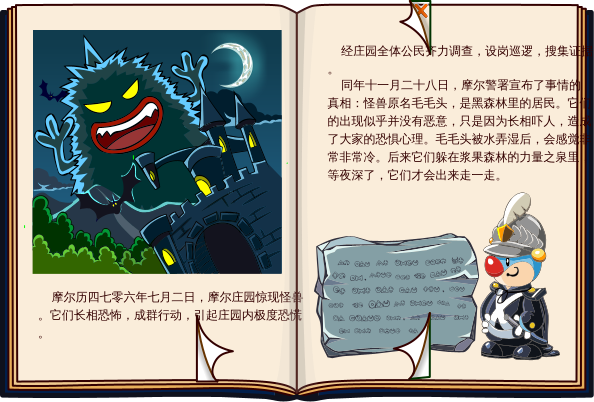 摩尔历四七零六年七月二日，摩尔庄园惊现怪兽
。它们长相恐怖，成群行动，引起庄园内极度恐慌
。
经庄园全体公民齐力调查，设岗巡逻，搜集证据
。
同年十一月二十八日，摩尔警署宣布了事情的
真相：怪兽原名毛毛头，是黑森林里的居民。它们
的出现似乎并没有恶意，只是因为长相吓人，造成
了大家的恐惧心理。毛毛头被水弄湿后，会感觉非
常非常冷。后来它们躲在浆果森林的力量之泉里，
等夜深了，它们才会出来走一走。